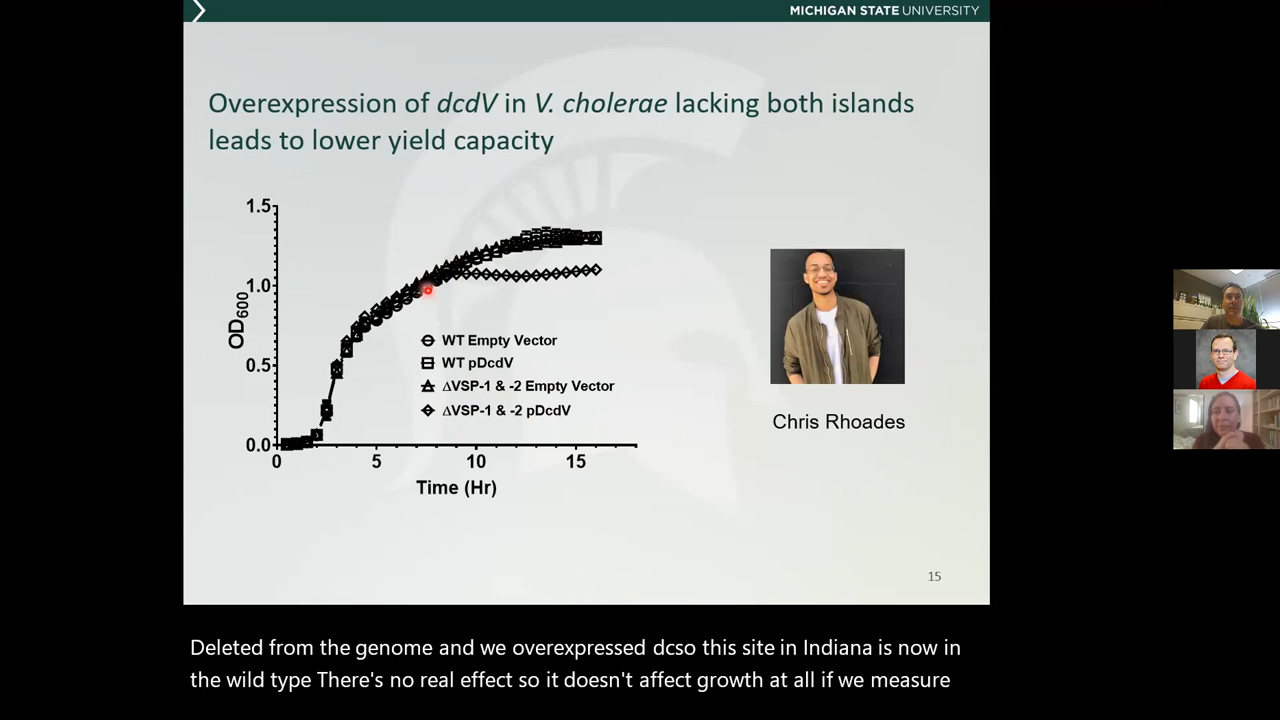 MICHIGAN STATE UNIVERSITY
Overexpression of dcdV in V. cholerae lacking both islands
leads to lower yield capacity
1.5
1.0
0.5
0.0
OD600
0
5
10
15
Time (Hr)
WT Empty Vector
WT pDcdV
ΔVSP-1 & -2 Empty Vector
ΔVSP-1 & -2 pDcdV
Chris Rhoades
15
Deleted from the genome and we overexpressed dcso this site in Indiana is now in
the wild type There's no real effect so it doesn't affect growth at all if we measure